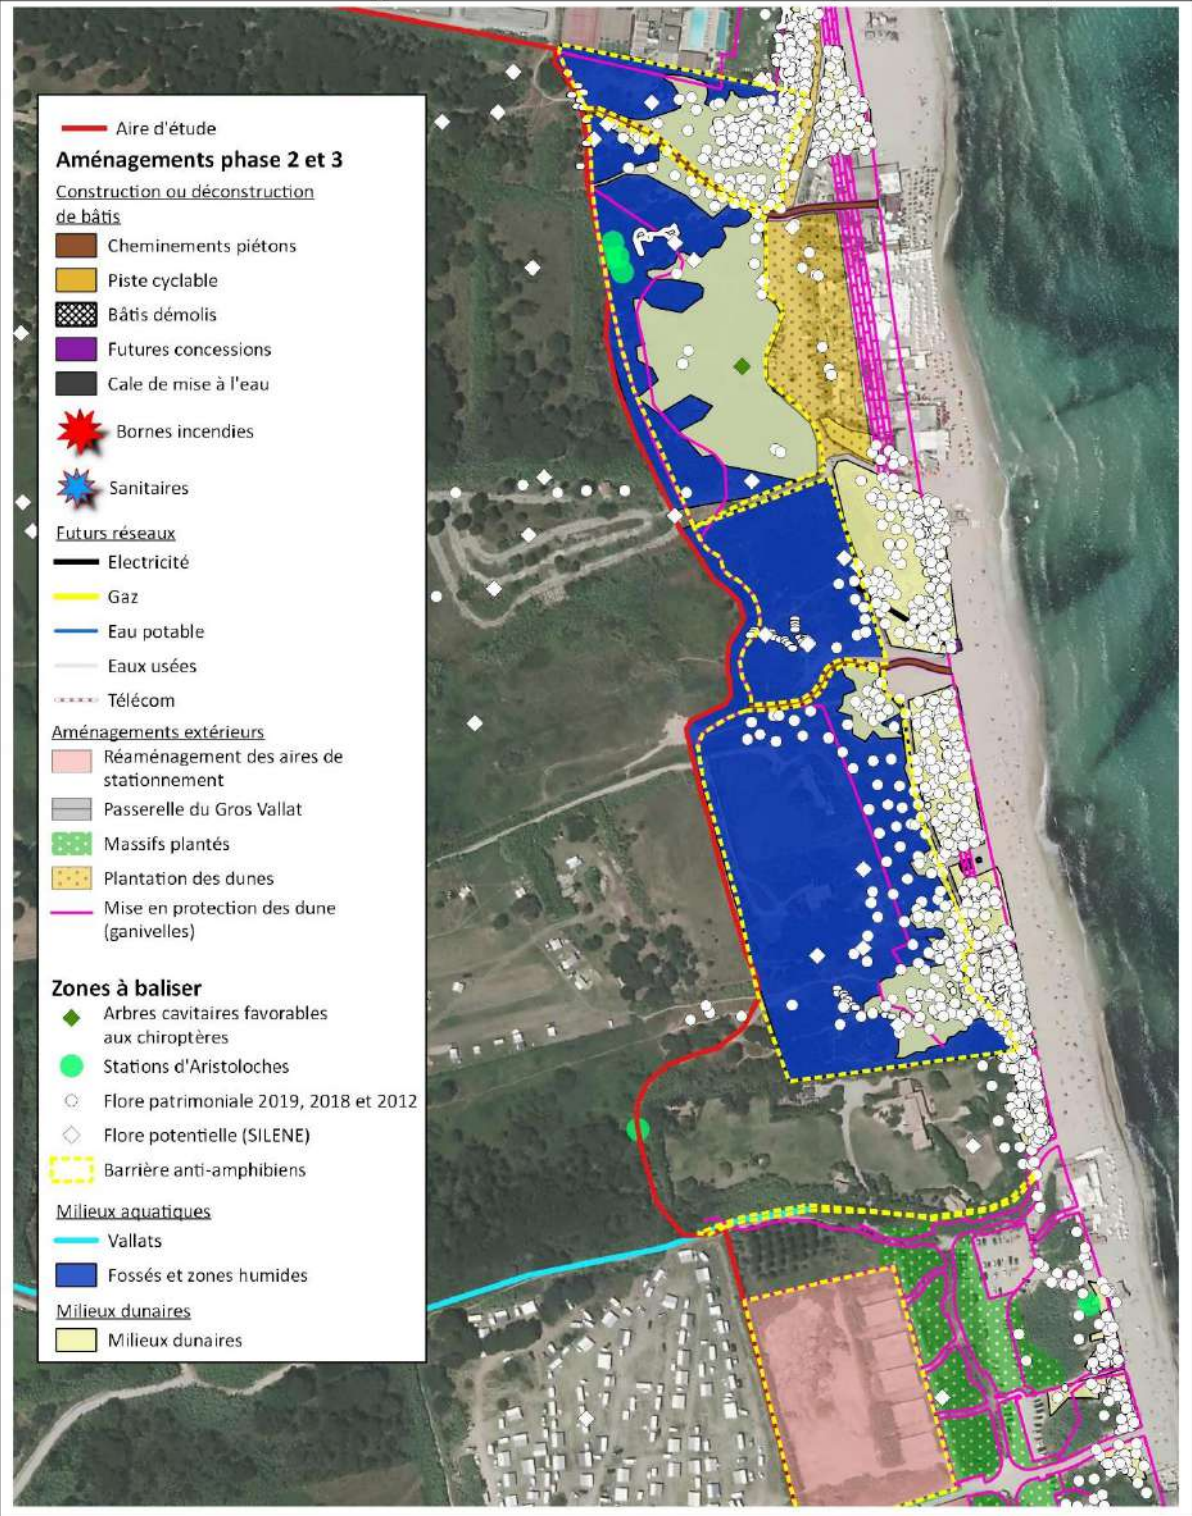 Aire d'étude
Aménagements phase 2 et 3
Construction ou déconstruction
de bâtis
Cheminements piétons
Piste cyclable
Bâtis démolis
Futures concessions
Cale de mise à l'eau
Bornes incendies
Sanitaires
Futurs réseaux
Electricité
Gaz
Eau potable
Eaux usées
Télécom
Aménagements extérieurs
Réaménagement des aires de
stationnement
Passerelle du Gros Vallat
Massifs plantés
Plantation des dunes
Mise en protection des dune
(ganivelles)
Zones à baliser
Arbres cavitaires favorables
aux chiroptères
Stations d'Aristoloches
Flore patrimoniale 2019, 2018 et 2012
Flore potentielle (SILENE)
Barrière anti-amphibiens
Milieux aquatiques
Vallats
Fossés et zones humides
Milieux dunaires
Milieux dunaires